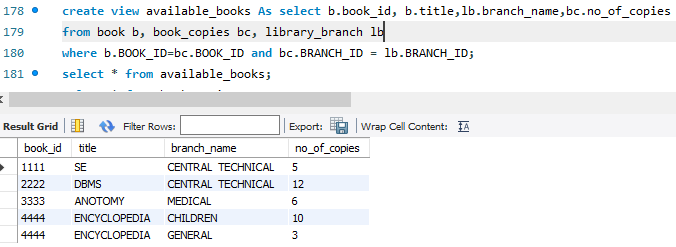 178 create view available_books As select b.book_id, b.title,lb.branch_name,bc.no_of_copies
179 from book b, book_copies bc, library_branch lb
180 where b.BOOK_ID=bc.BOOK_ID and bc.BRANCH_ID = lb.BRANCH_ID;
181 select * from available_books;
Result Grid Filter Rows: Export: Wrap Cell Content:
book_id title branch_name no_of_copies
1111 SE CENTRAL TECHNICAL 5
2222 DBMS CENTRAL TECHNICAL 12
3333 ANOTOMY MEDICAL 6
4444 ENCYCLOPEDIA CHILDREN 10
4444 ENCYCLOPEDIA GENERAL 3